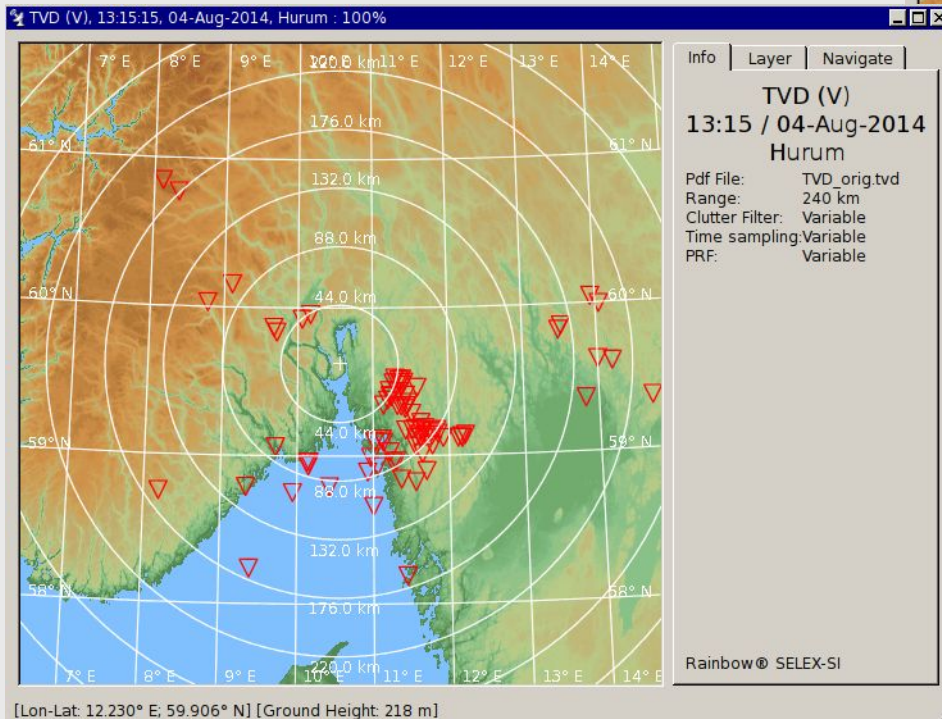 TVD (V), 13:15:15, 04-Aug-2014, Hurum : 100%
Info Layer Navigate
7° E 8° E 9° E 10° E 11° E 12° E 13° E 14° E
220.0 km
176.0 km
61° N 61° N
132.0 km
88.0 km
60° N 60° N
44.0 km
44.0 km
59° N 59° N
88.0 km
132.0 km
58° N 58° N
176.0 km
220.0 km
7° E 8° E 9° E 10° E 11° E 12° E 13° E 14° E
TVD (V)
13:15 / 04-Aug-2014
Hurum
Pdf File: TVD_orig.tvd
Range: 240 km
Clutter Filter: Variable
Time sampling:Variable
PRF: Variable
Rainbow® SELEX-SI
[Lon-Lat: 12.230° E; 59.906° N] [Ground Height: 218 m]